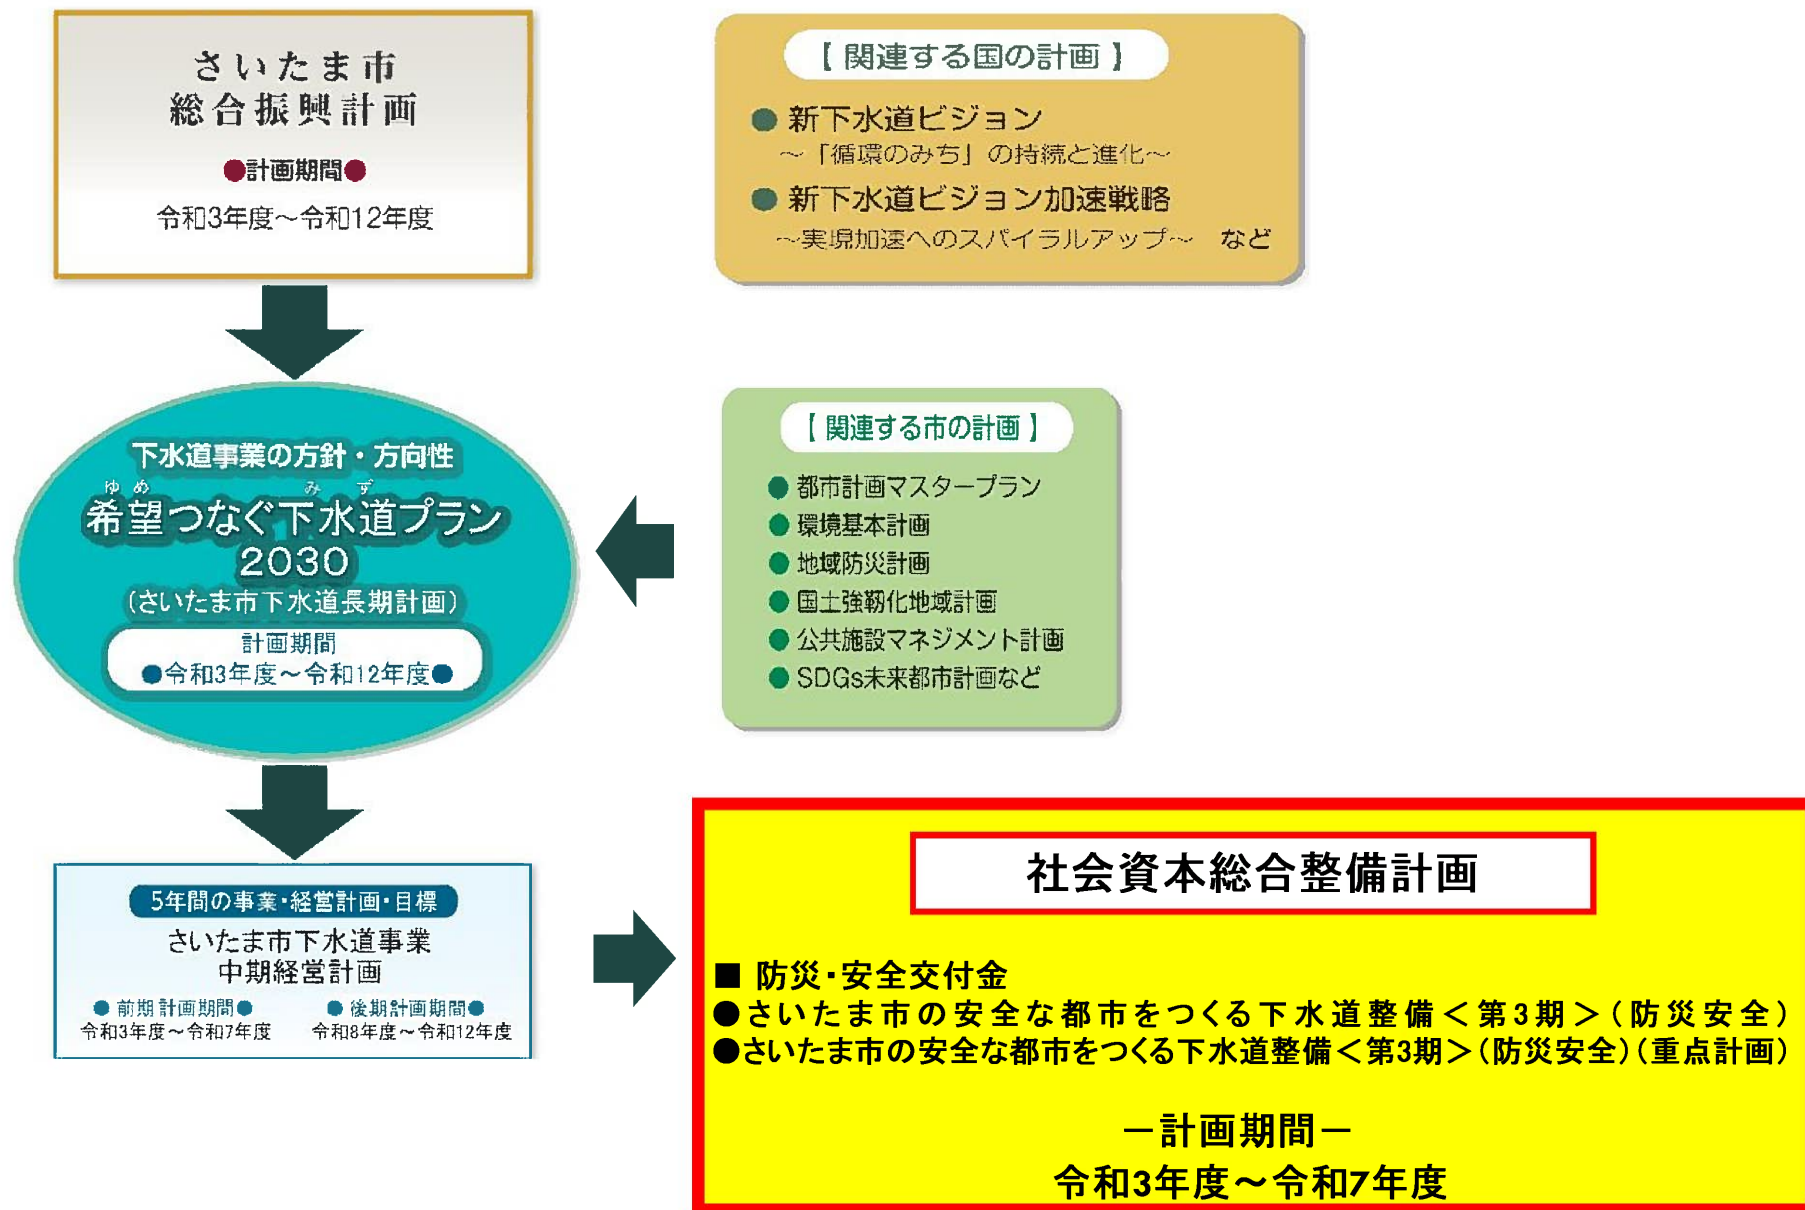 さいたま市
総合振興計画
●計画期間●
令和3年度～令和12年度
【 関連する国の計画 】
● 新下水道ビジョン
～「循環のみち」の持続と進化～
● 新下水道ビジョン加速戦略
～実現加速へのスパイラルアップ～ など
下水道事業の方針・方向性
ゆめ みず
希望つなぐ下水道プラン
2030
(さいたま市下水道長期計画)
計画期間
●令和3年度～令和12年度●
【 関連する市の計画 】
● 都市計画マスタープラン
● 環境基本計画
● 地域防災計画
● 国土強靱化地域計画
● 公共施設マネジメント計画
● SDGs未来都市計画など
5年間の事業・経営計画・目標
さいたま市下水道事業
中期経営計画
● 前期計画期間● ● 後期計画期間●
令和3年度～令和7年度 令和8年度～令和12年度
社会資本総合整備計画
■ 防災・安全交付金
●さいたま市の安全な都市をつくる下水道整備＜第3期＞(防災安全)
●さいたま市の安全な都市をつくる下水道整備＜第3期＞(防災安全)(重点計画)
－計画期間－
令和3年度～令和7年度